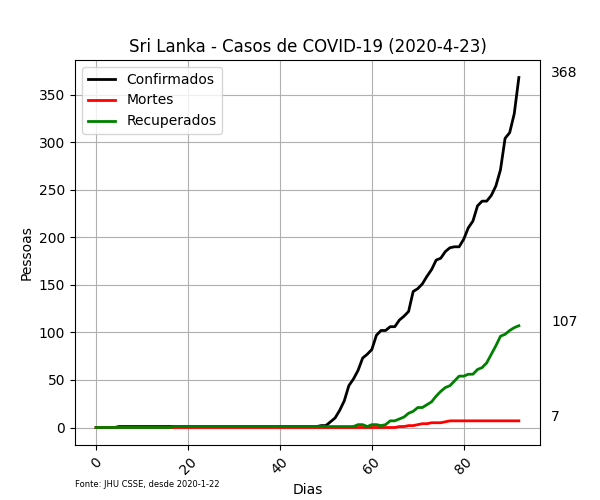 Sri Lanka - Casos de COVID-19 (2020-4-23)
Confirmados
Mortes
Recuperados
368
107
7
Pessoas
350
300
250
200
150
100
50
0
0
20
40
60
80
Dias
Fonte: JHU CSSE, desde 2020-1-22